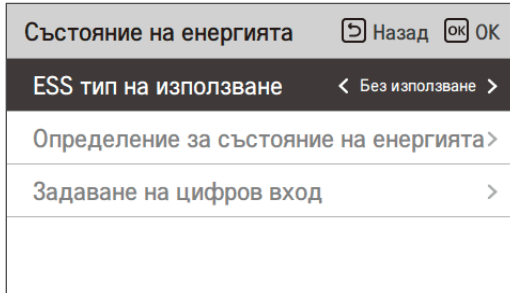 Състояние на енергията Назад OK OK
ESS тип на използване < Без използване >
Определение за състояние на енергията >
Задаване на цифров вход >